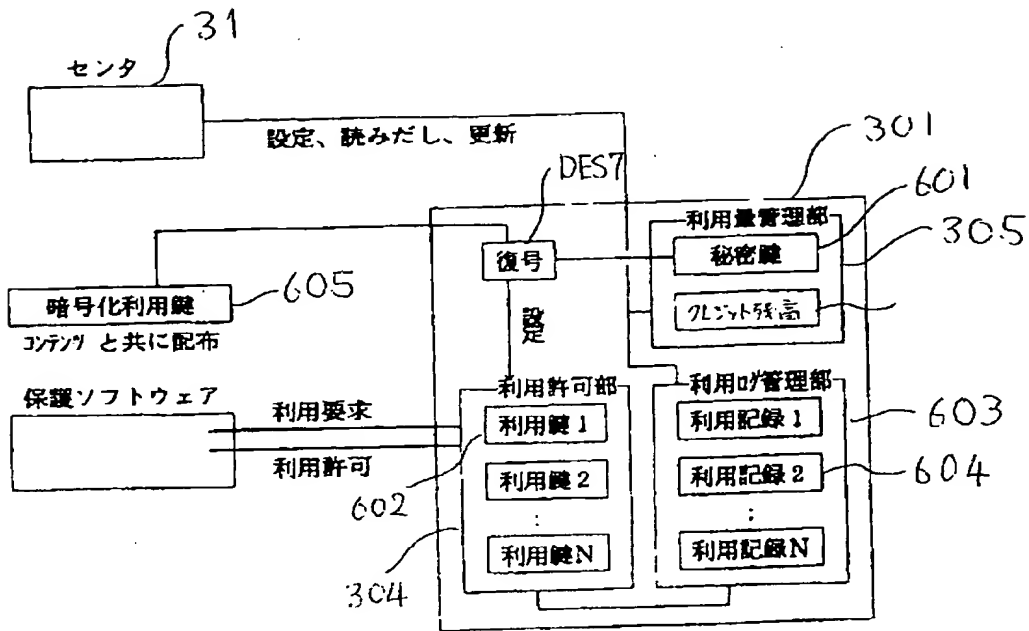 31
センタ
設定、読みだし、更新
301
DES7
601
利用量管理部
305
復号
秘密鍵
暗号化利用鍵
605
クレジット残高
コンテンツ と共に配布
設定
保護ソフトウェア
利用許可部
利用ログ管理部
利用要求
利用鍵1
利用記録1
603
利用許可
602
利用鍵2
利用記録2
604
⋮
⋮
利用鍵N
利用記録N
304